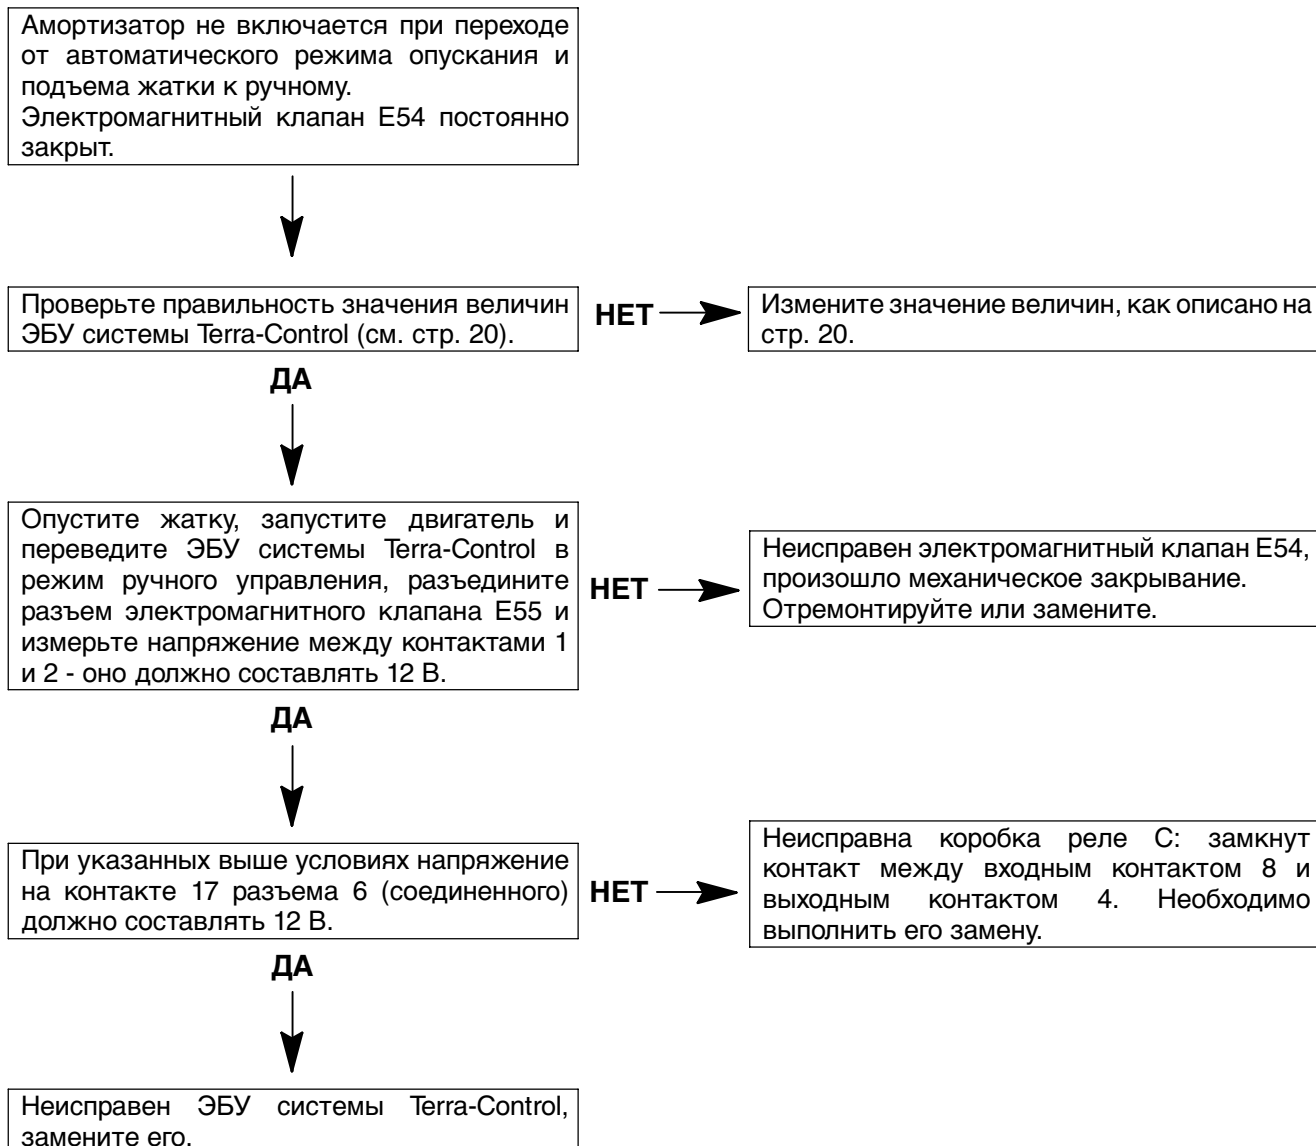 Амортизатор не включается при переходе
от автоматического режима опускания и
подъема жатки к ручному.
Электромагнитный клапан E54 постоянно
закрыт.
Проверьте правильность значения величин
ЭБУ системы Terra-Control (см. стр. 20).
НЕТ
Измените значение величин, как описано на
стр. 20.
ДА
Опустите жатку, запустите двигатель и
переведите ЭБУ системы Terra-Control в
режим ручного управления, разъедините
разъем электромагнитного клапана E55 и
измерьте напряжение между контактами 1
и 2 - оно должно составлять 12 В.
НЕТ
Неисправен электромагнитный клапан E54,
произошло механическое закрывание.
Отремонтируйте или замените.
ДА
При указанных выше условиях напряжение
на контакте 17 разъема 6 (соединенного)
должно составлять 12 В.
НЕТ
Неисправна коробка реле C: замкнут
контакт между входным контактом 8 и
выходным контактом 4. Необходимо
выполнить его замену.
ДА
Неисправен ЭБУ системы Terra-Control,
замените его.